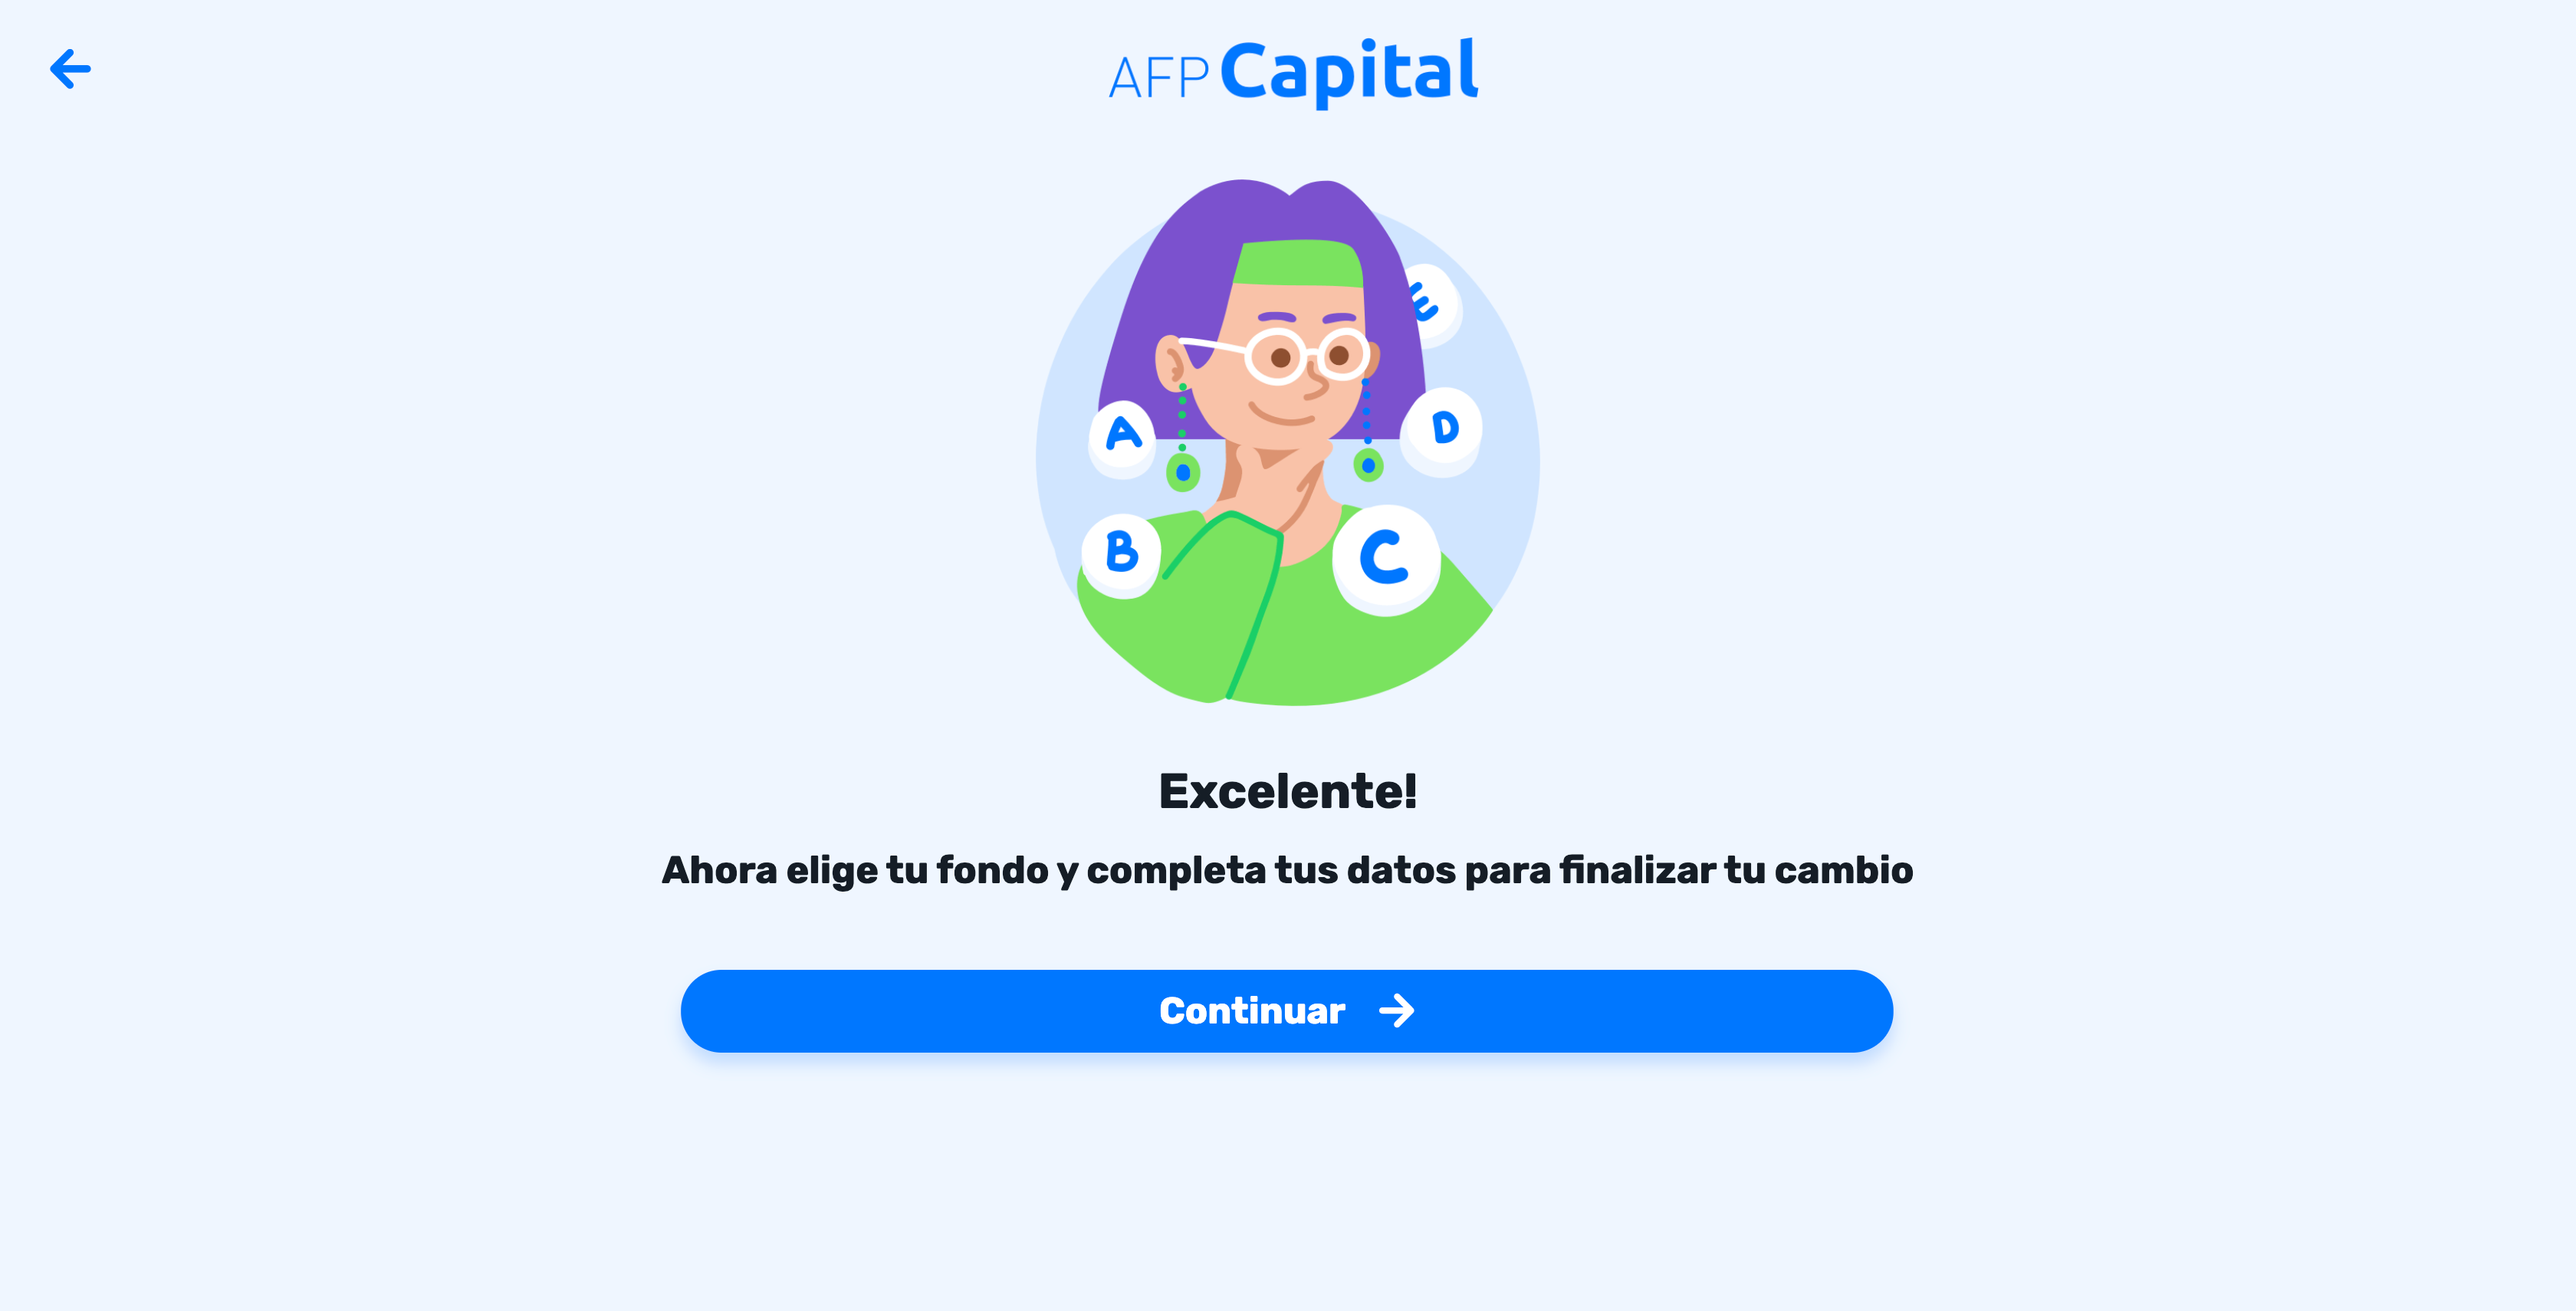 AFP Capital
E
A
D
B
C
Excelente!
Ahora elige tu fondo y completa tus datos para finalizar tu cambio
Continuar